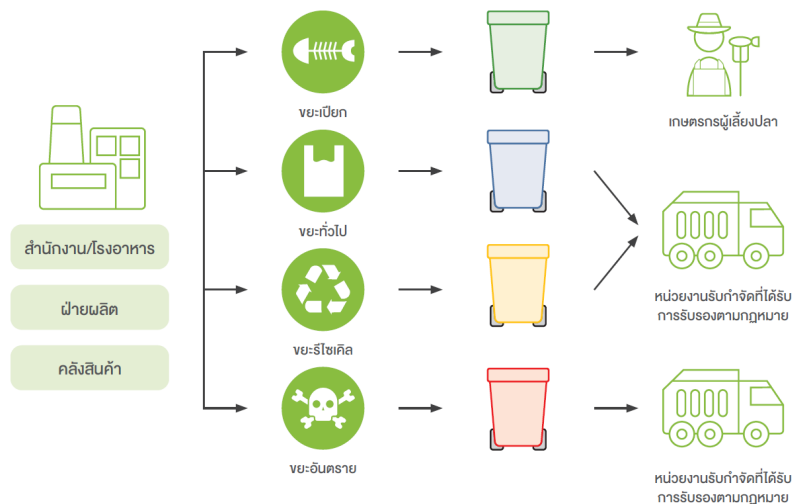 สำนักงาน/โรงอาหาร
ฝ่ายผลิต
คลังสินค้า
ขยะเปียก
ขยะทั่วไป
ขยะรีไซเคิล
ขยะอันตราย
เกษตรกรผู้เลี้ยงปลา
หน่วยงานรับกำจัดที่ได้รับ
การรับรองตามกฎหมาย
หน่วยงานรับกำจัดที่ได้รับ
การรับรองตามกฎหมาย